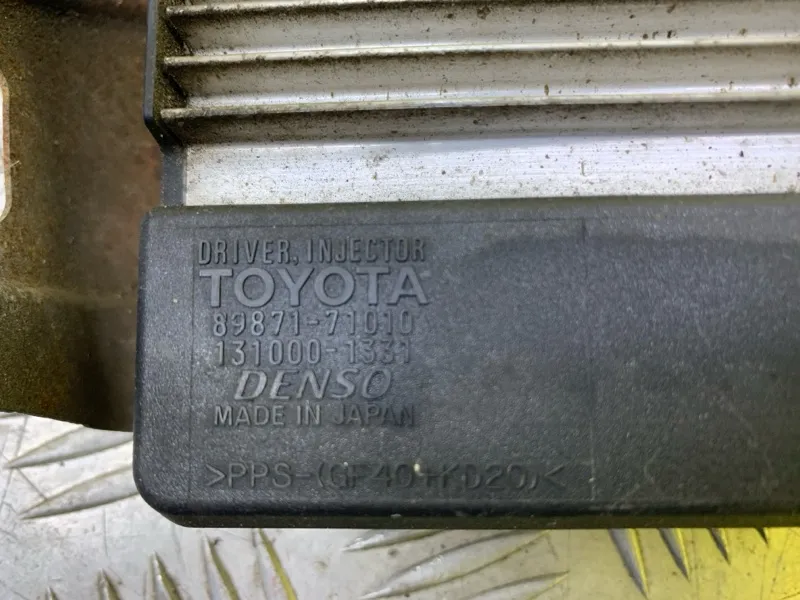 DRIVER, INJECTOR
TOYOTA
89871-71010
131000-1331
DENSO
MADE IN JAPAN
>PPS-(GF40+KD20)<